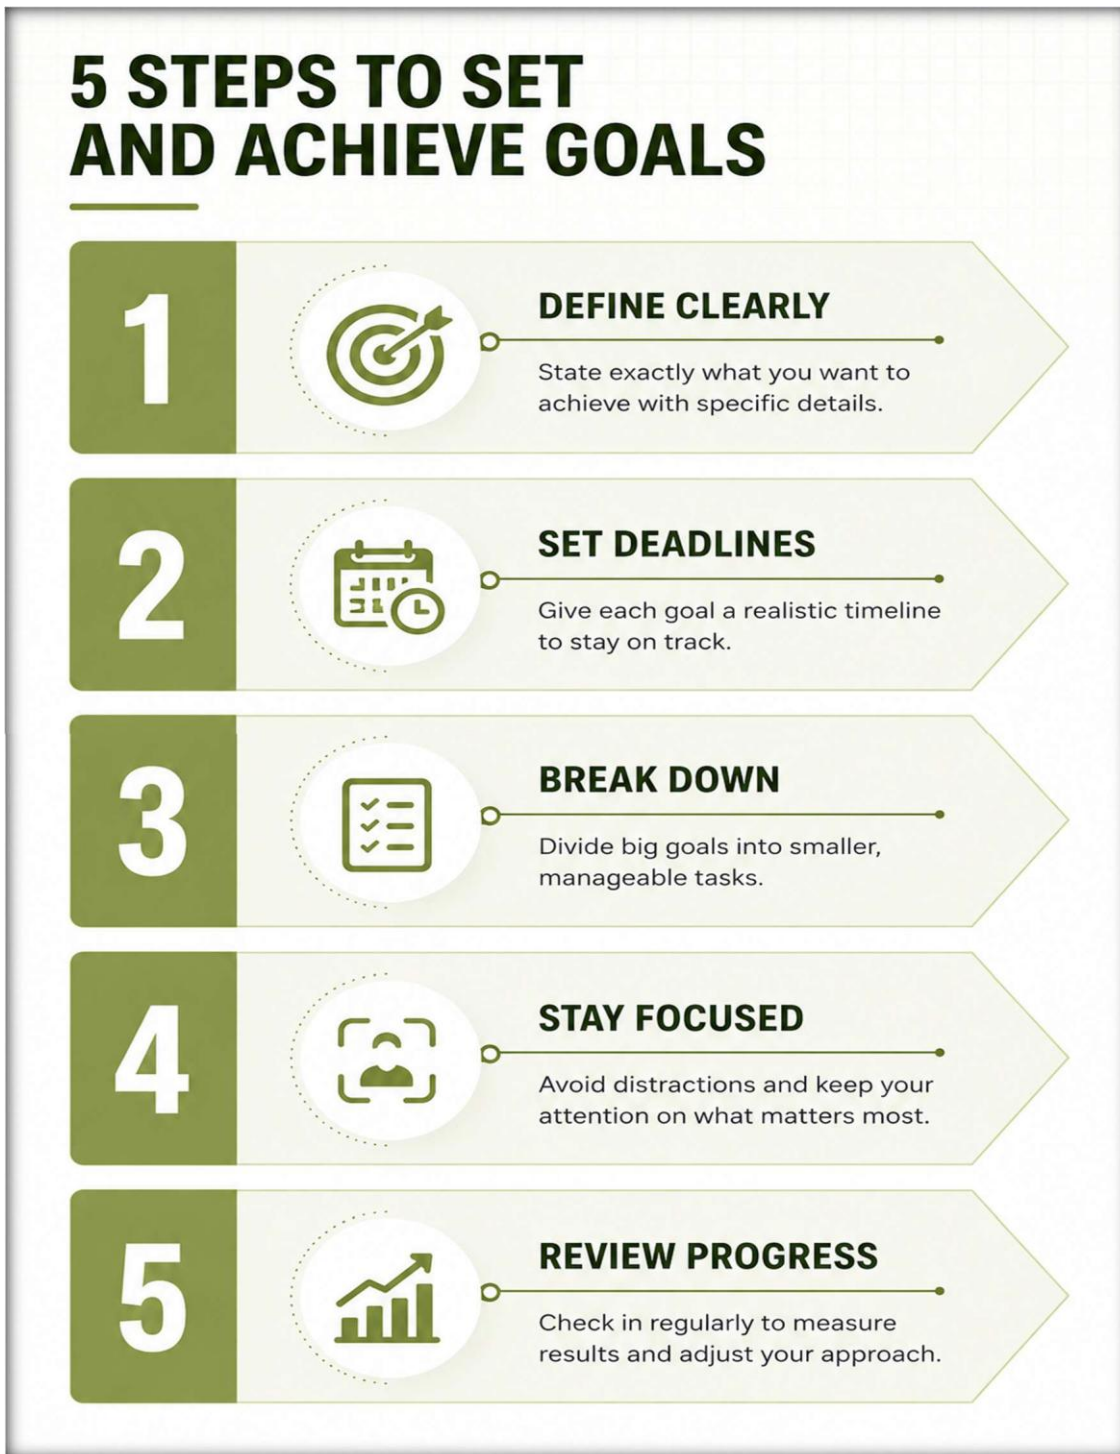 5 STEPS TO SET
AND ACHIEVE GOALS
1
DEFINE CLEARLY
State exactly what you want to
achieve with specific details.
2
SET DEADLINES
Give each goal a realistic timeline
to stay on track.
3
BREAK DOWN
Divide big goals into smaller,
manageable tasks.
4
STAY FOCUSED
Avoid distractions and keep your
attention on what matters most.
5
REVIEW PROGRESS
Check in regularly to measure
results and adjust your approach.